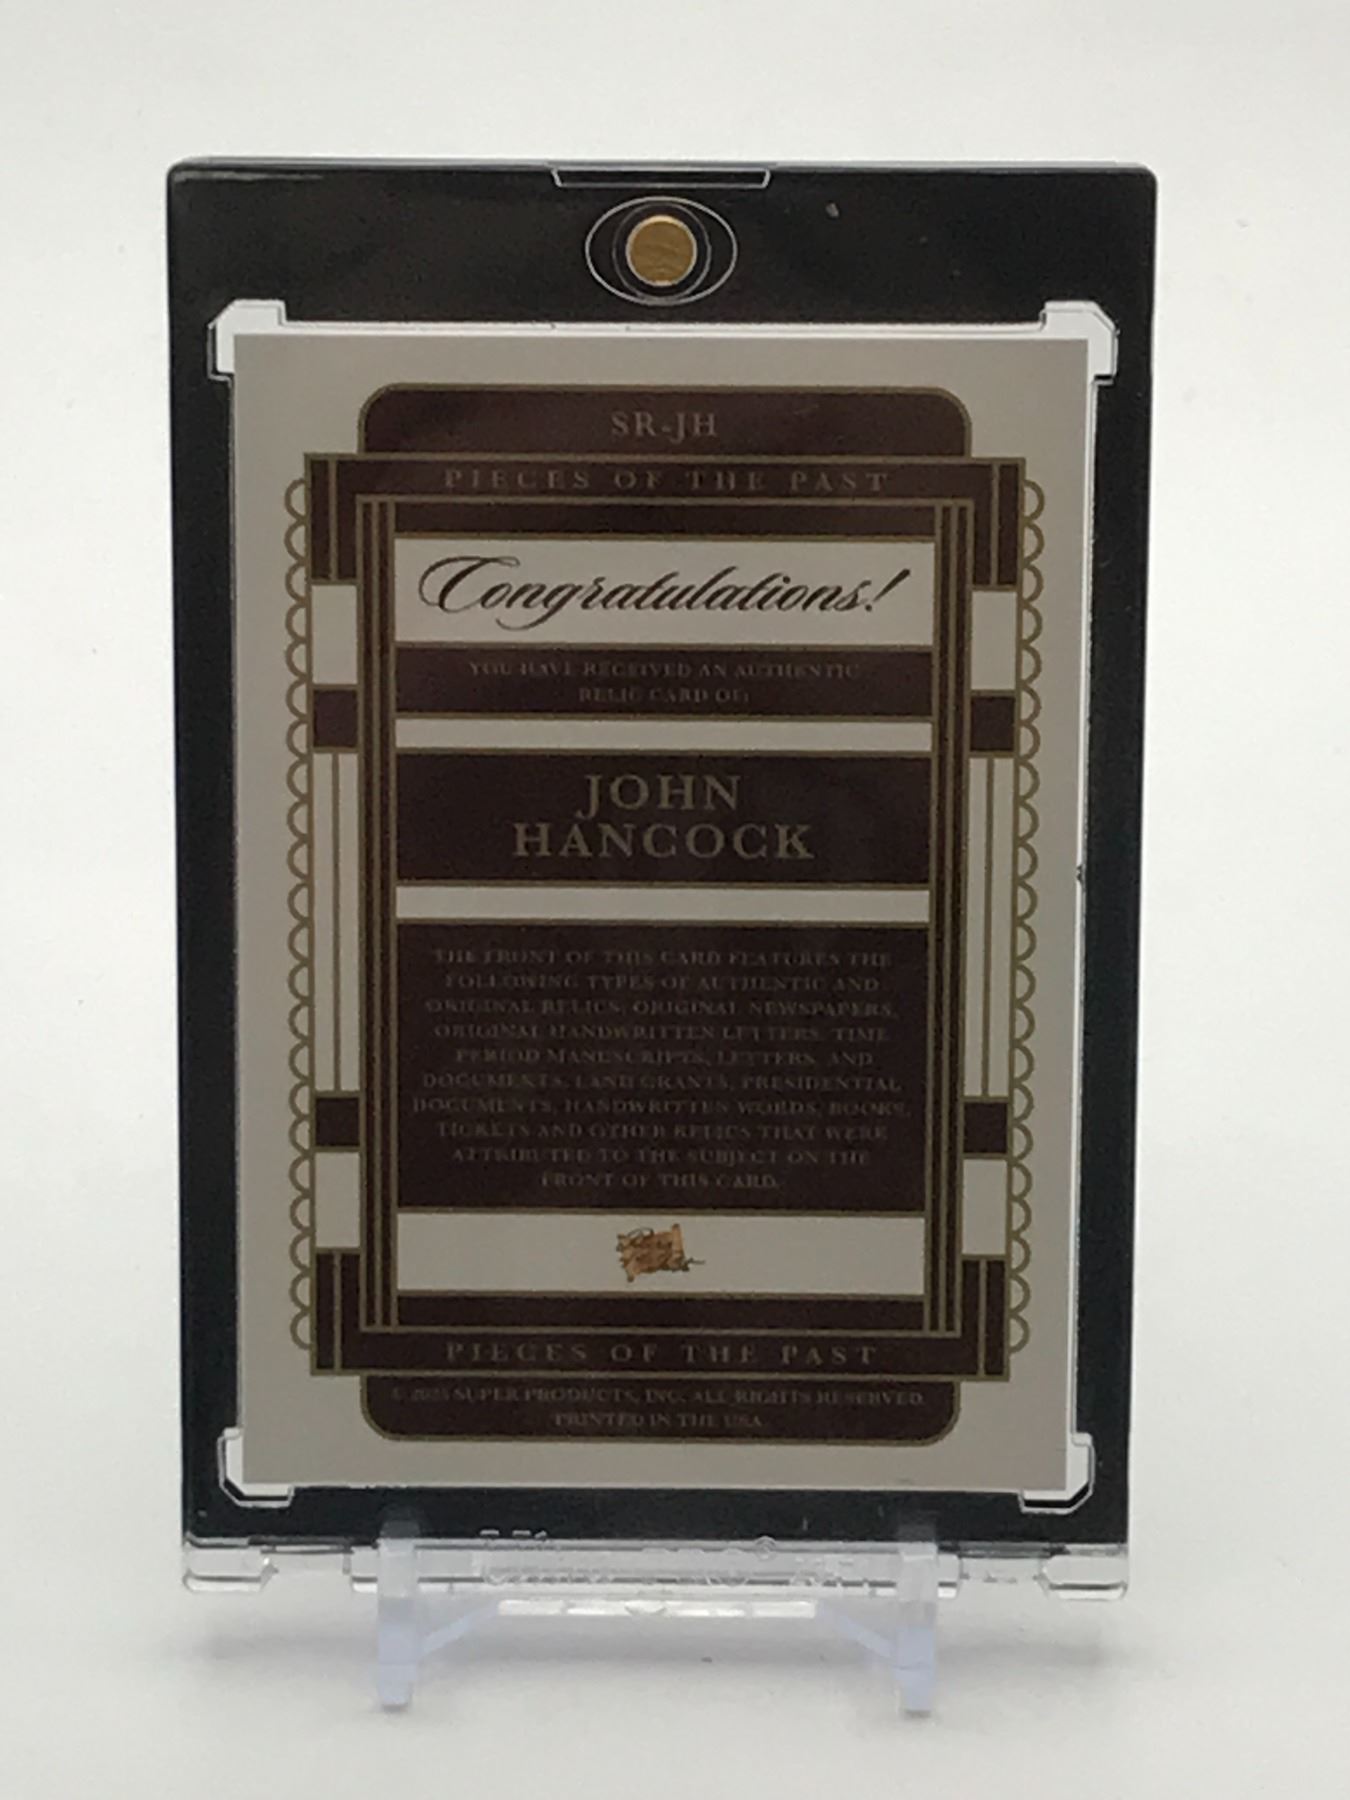 SR-JH
PIECES OF THE PAST
Congratulations!
YOU HAVE RECEIVED AN AUTHENTIC
RELIC CARD OF:
JOHN
HANCOCK
THE FRONT OF THIS CARD FEATURES THE
FOLLOWING TYPES OF AUTHENTIC AND
ORIGINAL RELICS; ORIGINAL NEWSPAPERS,
ORIGINAL HANDWRITTEN LETTERS, TIME
PERIOD MANUSCRIPTS, LETTERS AND
DOCUMENTS, LAND GRANTS, PRESIDENTIAL
DOCUMENTS, HANDWRITTEN WORDS, BOOKS,
TICKETS AND OTHER RELICS THAT WERE
ATTRIBUTED TO THE SUBJECT ON THE
FRONT OF THIS CARD.
PIECES OF THE PAST
© SUPER PRODUCTS, INC. ALL RIGHTS RESERVED.
PRINTED IN THE USA